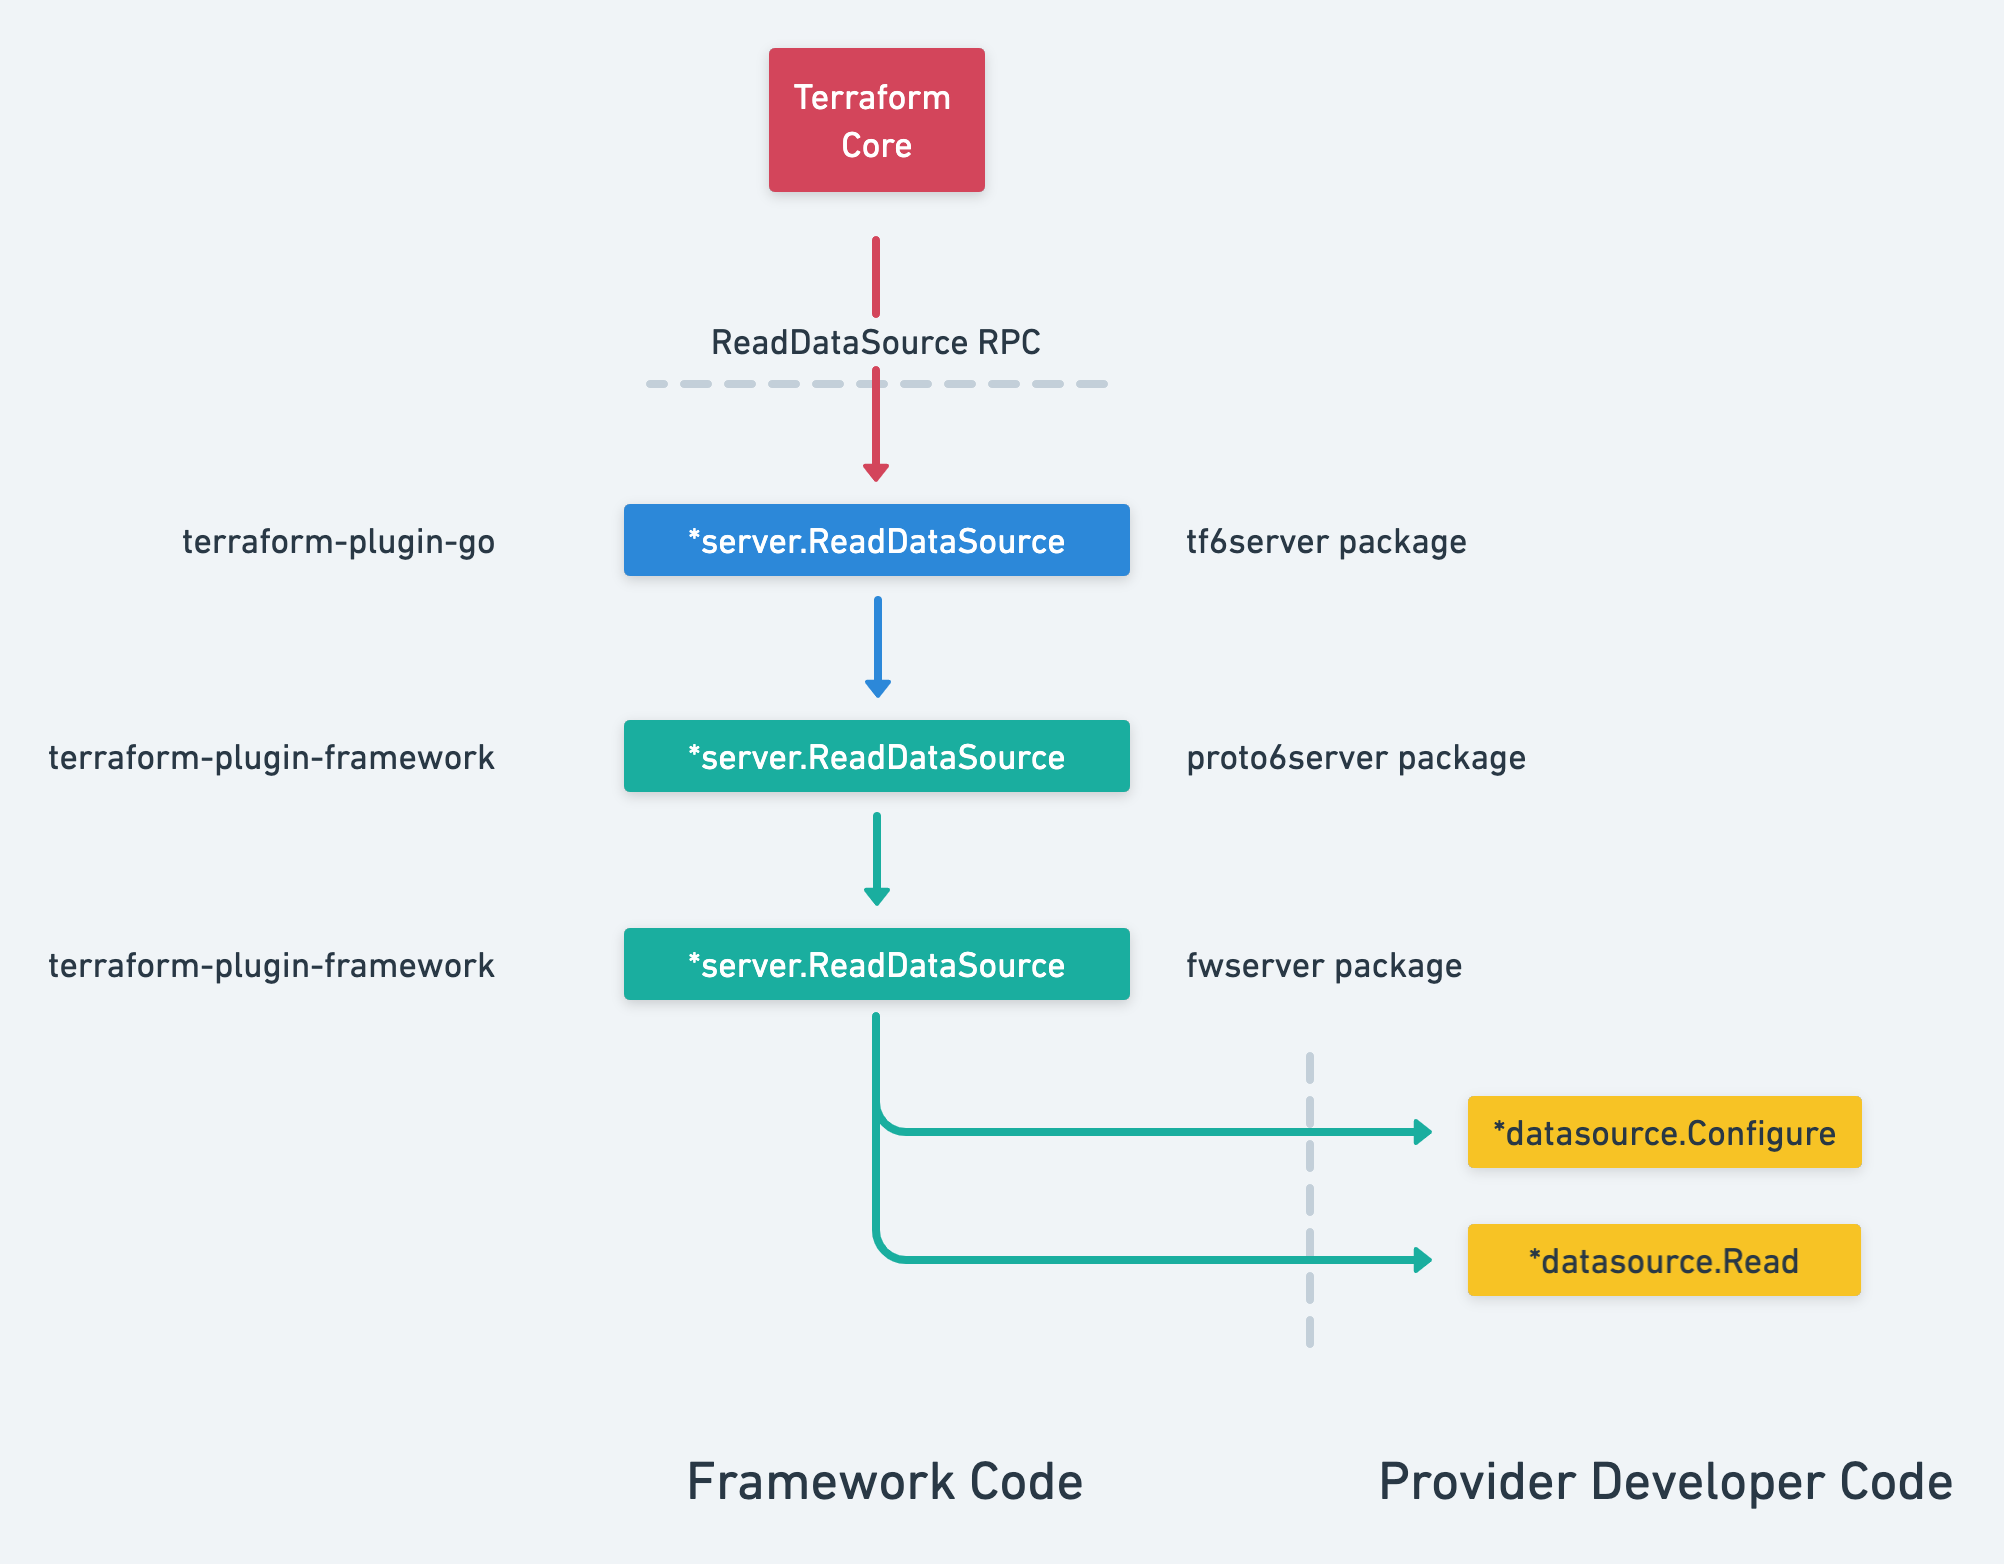 Terraform
Core
ReadDataSource RPC
terraform-plugin-go
*server.ReadDataSource
tf6server package
terraform-plugin-framework
*server.ReadDataSource
proto6server package
terraform-plugin-framework
*server.ReadDataSource
fwserver package
*datasource.Configure
*datasource.Read
Framework Code
Provider Developer Code